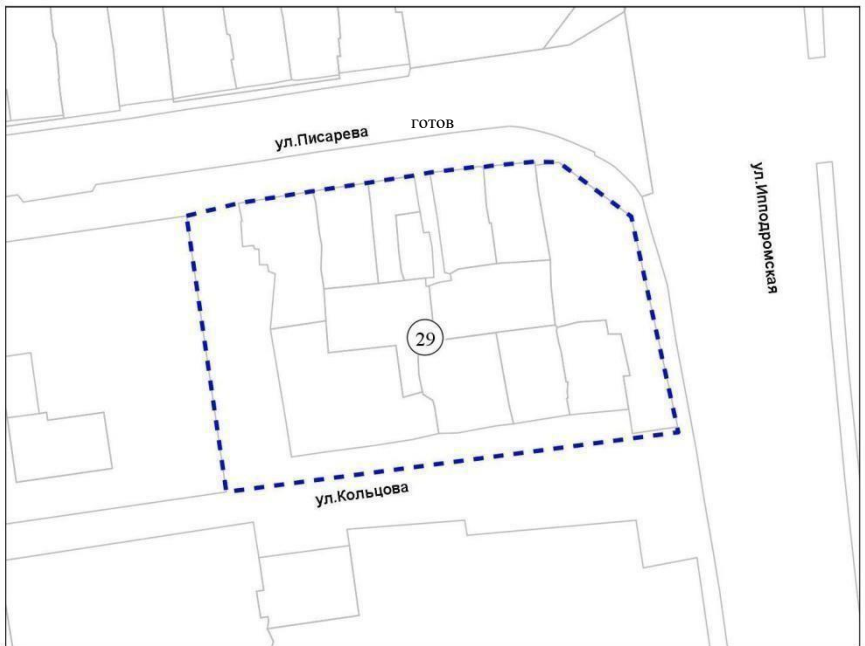 готов
ул.Писарева
ул.Ипподромская
29
ул.Кольцова